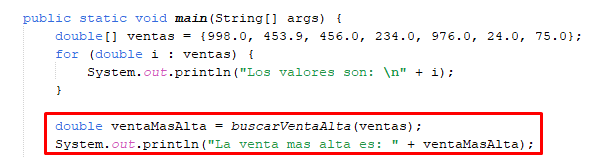 public static void main(String[] args) {
double[] ventas = {998.0, 453.9, 456.0, 234.0, 976.0, 24.0, 75.0};
for (double i : ventas) {
System.out.println("Los valores son: \n" + i);
}
double ventaMasAlta = buscarVentaAlta(ventas);
System.out.println("La venta mas alta es: " + ventaMasAlta);